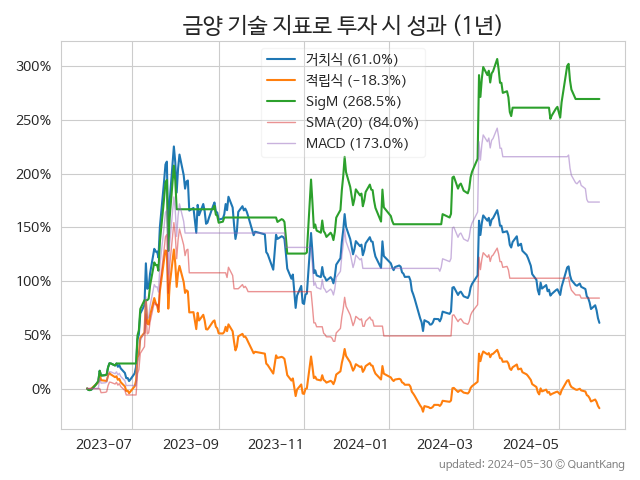 금양 기술 지표로 투자 시 성과 (1년)
거치식 (61.0%)
적립식 (-18.3%)
SigM (268.5%)
SMA(20) (84.0%)
MACD (173.0%)
300%
250%
200%
150%
100%
50%
0%
2023-07 2023-09 2023-11 2024-01 2024-03 2024-05
updated: 2024-05-30 ⓒ QuantKang